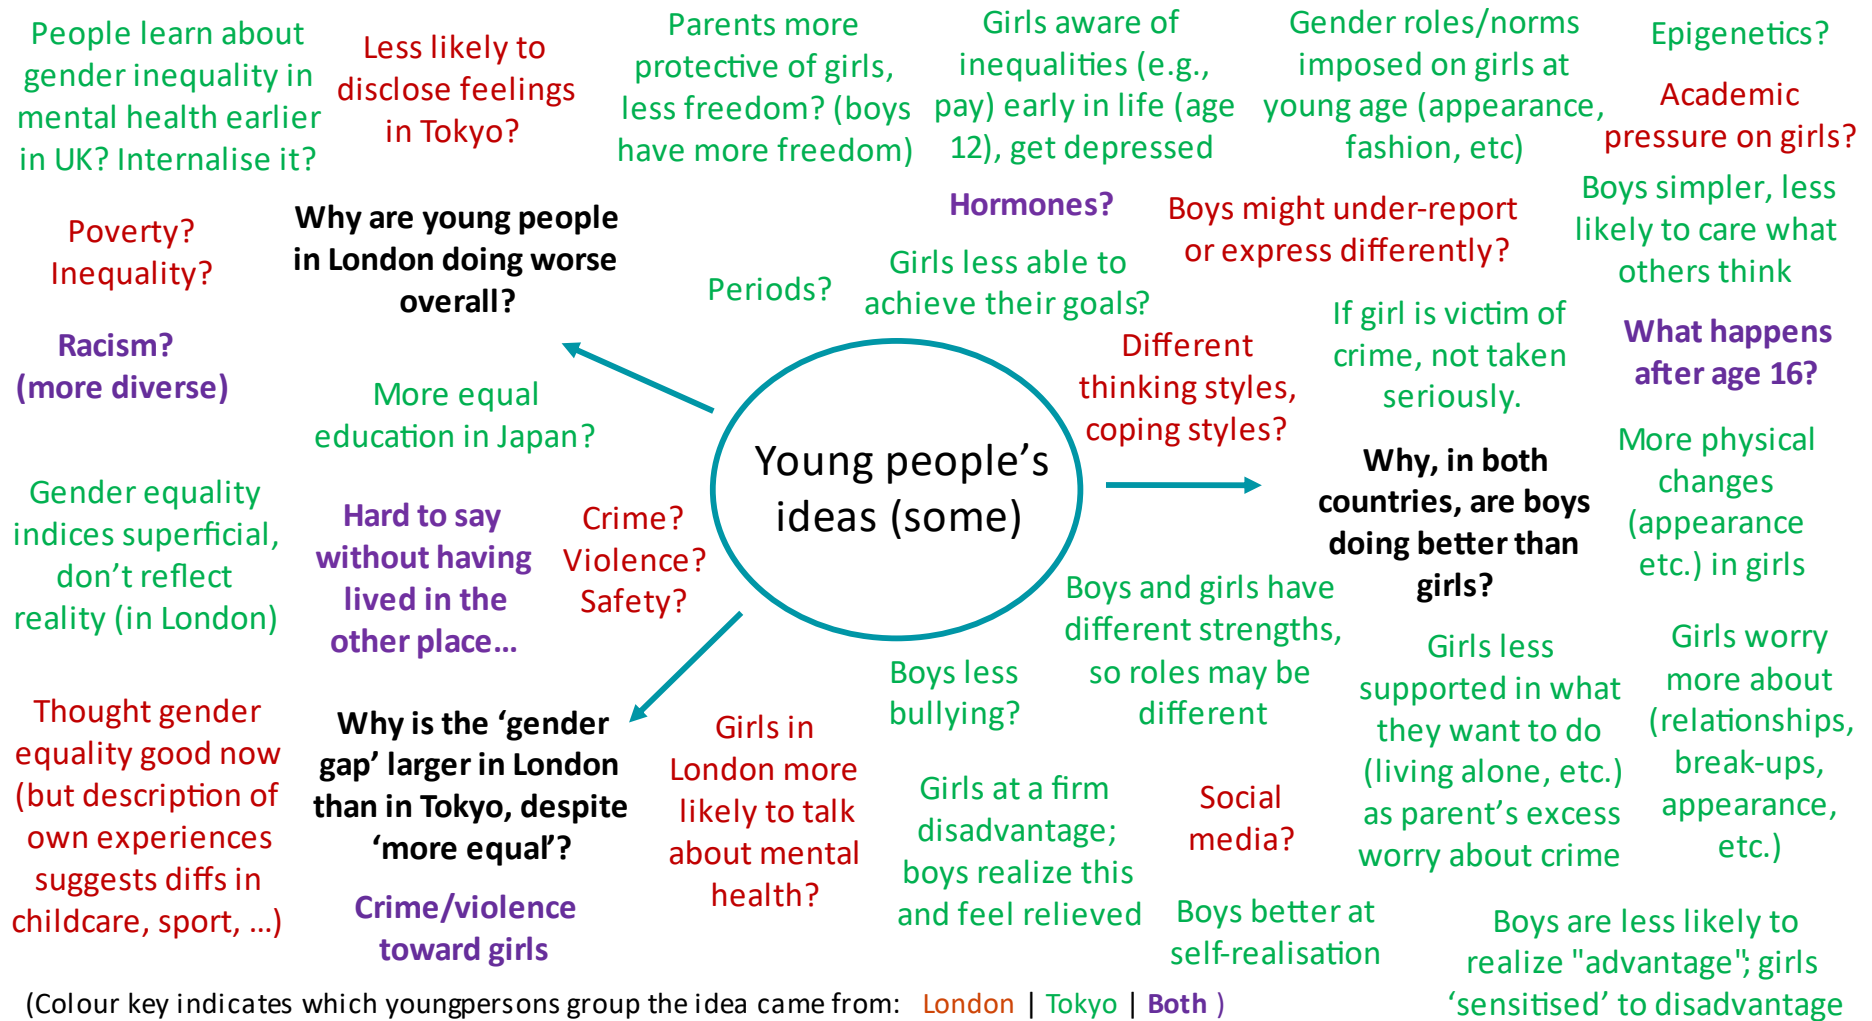 People learn about
gender inequality in
mental health earlier
in UK? Internalise it?
Less likely to
disclose feelings
in Tokyo?
Parents more
protective of girls,
less freedom? (boys
have more freedom)
Girls aware of
inequalities (e.g.,
pay) early in life (age
12), get depressed
Gender roles/norms
imposed on girls at
young age (appearance,
fashion, etc)
Epigenetics?
Academic
pressure on girls?
Poverty?
Inequality?
Why are young people
in London doing worse
overall?
Hormones?
Boys might under-report
or express differently?
Boys simpler, less
likely to care what
others think
Periods?
Girls less able to
achieve their goals?
Racism?
(more diverse)
More equal
education in Japan?
Different
thinking styles,
coping styles?
If girl is victim of
crime, not taken
seriously.
What happens
after age 16?
Gender equality
indices superficial,
don't reflect
reality (in London)
Hard to say
without having
lived in the
other place…
Crime?
Violence?
Safety?
Young people's
ideas (some)
Why, in both
countries, are boys
doing better than
girls?
More physical
changes
(appearance
etc.) in girls
Boys and girls have
different strengths,
so roles may be
different
Boys less
bullying?
Girls less
supported in what
they want to do
(living alone, etc.)
as parent's excess
worry about crime
Girls worry
more about
(relationships,
break-ups,
appearance,
etc.)
Thought gender
equality good now
(but description of
own experiences
suggests diffs in
childcare, sport, …)
Why is the 'gender
gap' larger in London
than in Tokyo, despite
'more equal'?
Crime/violence
toward girls
Girls in
London more
likely to talk
about mental
health?
Girls at a firm
disadvantage;
boys realize this
and feel relieved
Social
media?
Boys better at
self-realisation
Boys are less likely to
realize "advantage"; girls
'sensitised' to disadvantage
(Colour key indicates which youngpersons group the idea came from: London | Tokyo | Both )